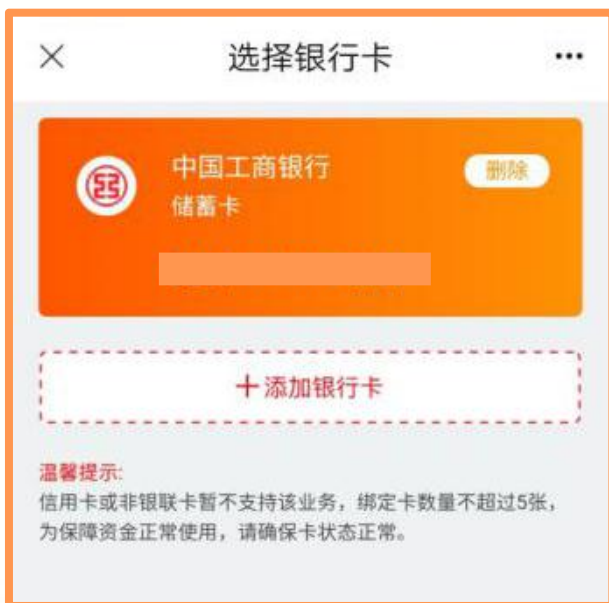 选择银行卡
中国工商银行
删除
储蓄卡
+添加银行卡
温馨提示:
信用卡或非银联卡暂不支持该业务，绑定卡数量不超过5张，
为保障资金正常使用，请确保卡状态正常。